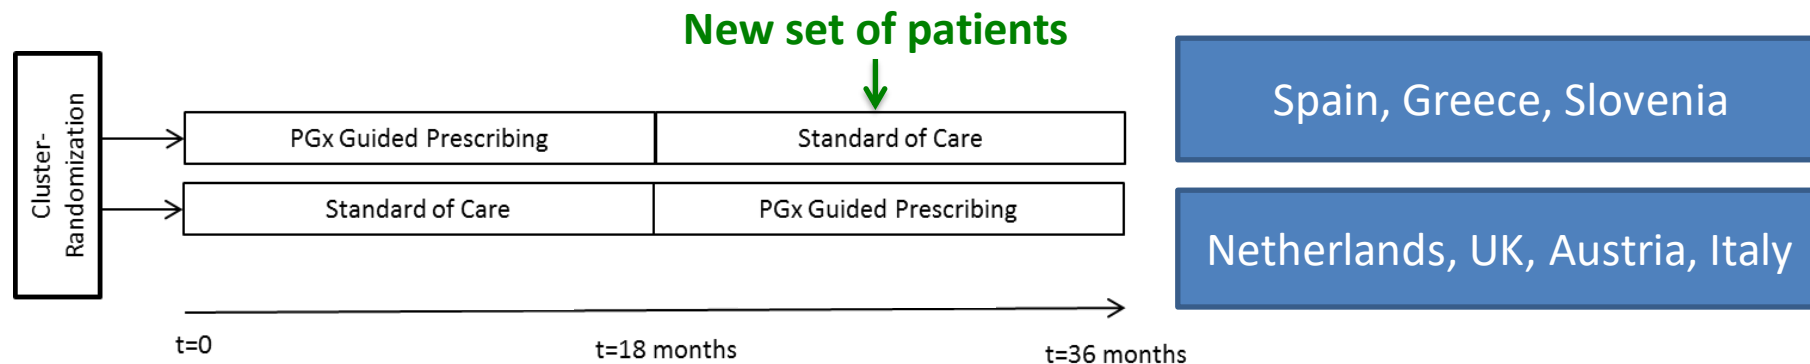 New set of patients
Cluster-
Randomization
PGx Guided Prescribing
Standard of Care
Spain, Greece, Slovenia
Standard of Care
PGx Guided Prescribing
Netherlands, UK, Austria, Italy
t=0
t=18 months
t=36 months